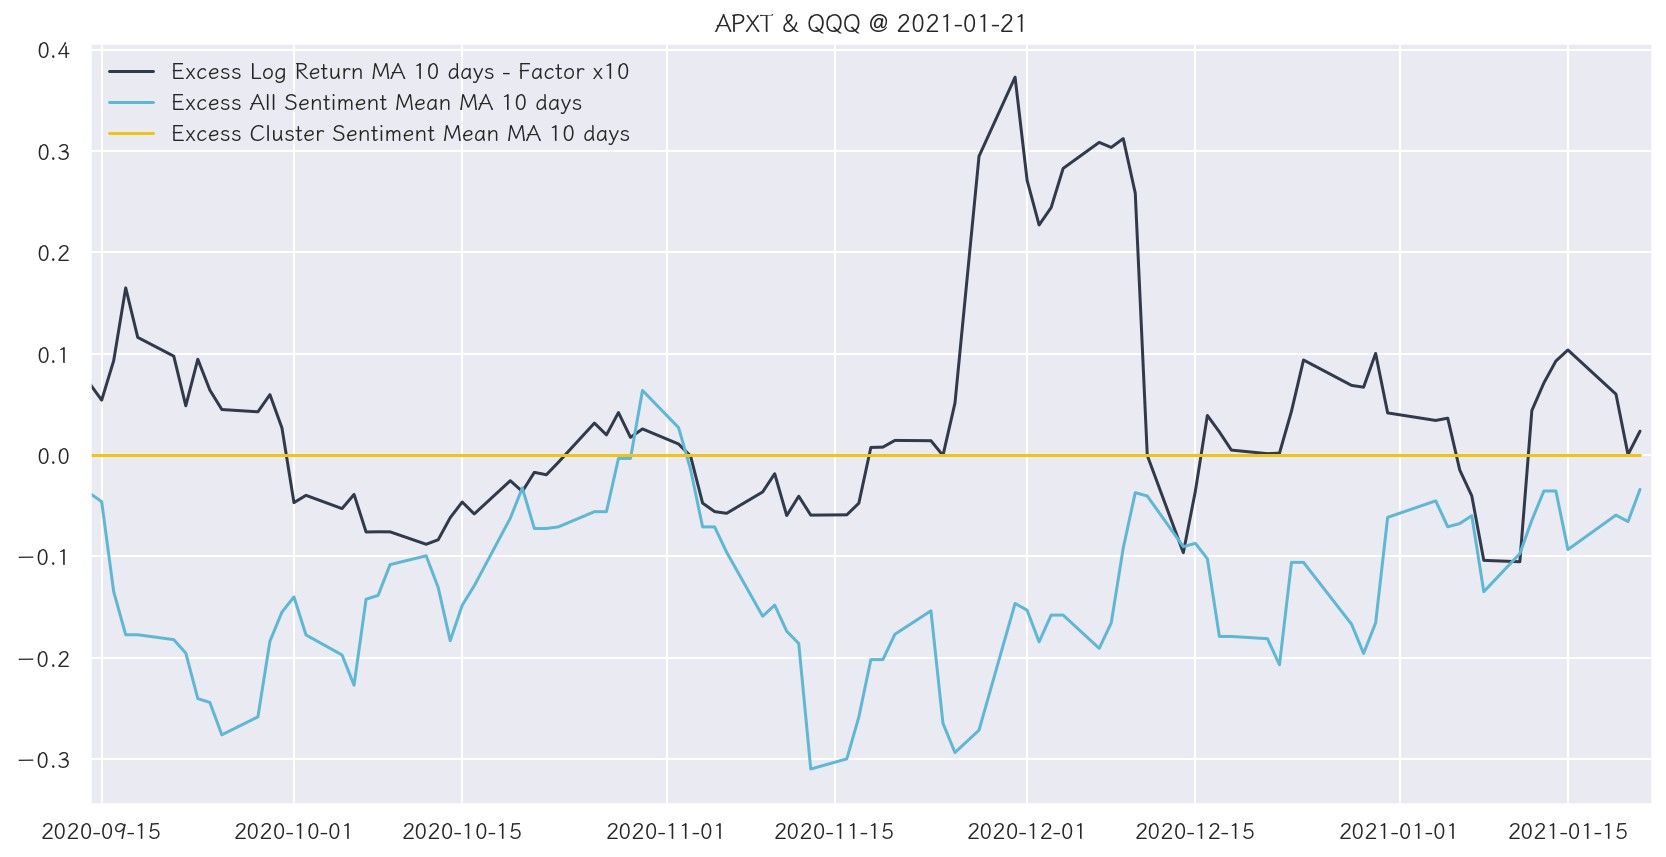 APXT & QQQ @ 2021-01-21
Excess Log Return MA 10 days - Factor x10
Excess All Sentiment Mean MA 10 days
Excess Cluster Sentiment Mean MA 10 days
0.4
0.3
0.2
0.1
0.0
−0.1
−0.2
−0.3
2020-09-15 2020-10-01 2020-10-15 2020-11-01 2020-11-15 2020-12-01 2020-12-15 2021-01-01 2021-01-15